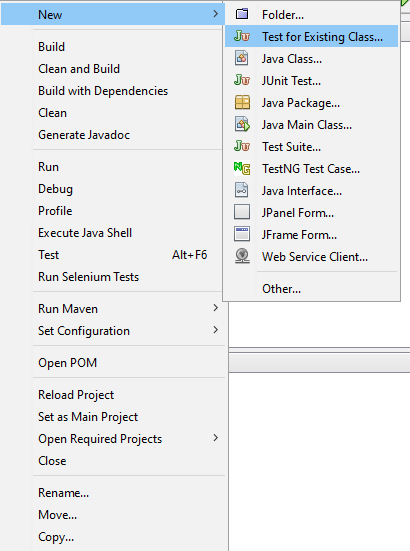 New
Build
Clean and Build
Build with Dependencies
Clean
Generate Javadoc
Run
Debug
Profile
Execute Java Shell
Test Alt+F6
Run Selenium Tests
Run Maven
Set Configuration
Open POM
Reload Project
Set as Main Project
Open Required Projects
Close
Rename...
Move...
Copy...
Folder...
Test for Existing Class...
Java Class...
JUnit Test...
Java Package...
Java Main Class...
Test Suite...
TestNG Test Case...
Java Interface...
JPanel Form...
JFrame Form...
Web Service Client...
Other...